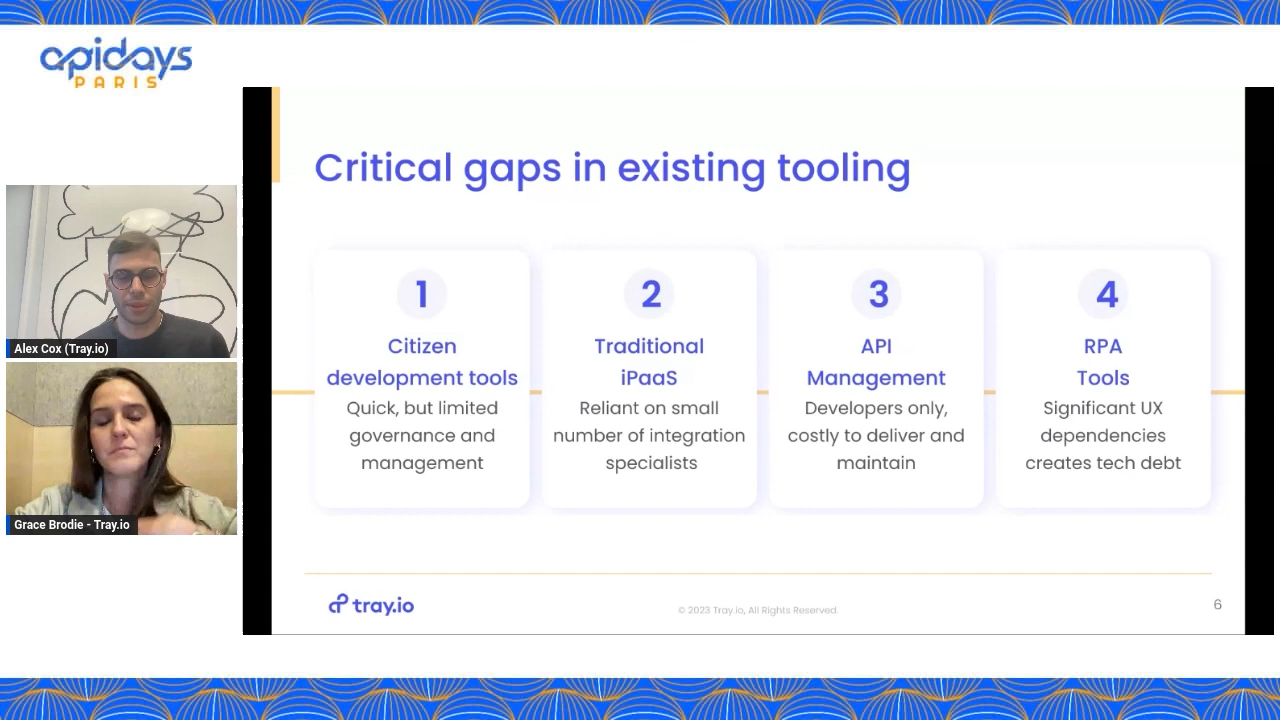 apidays
PARIS
Critical gaps in existing tooling
1
Citizen
development tools
Quick, but limited
governance and
management
2
Traditional
iPaaS
Reliant on small
number of integration
specialists
3
API
Management
Developers only,
costly to deliver and
maintain
4
RPA
Tools
Significant UX
dependencies
creates tech debt
Alex Cox (Tray.io)
Grace Brodie - Tray.io
tray.io
© 2023 Tray.io, All Rights Reserved.
6